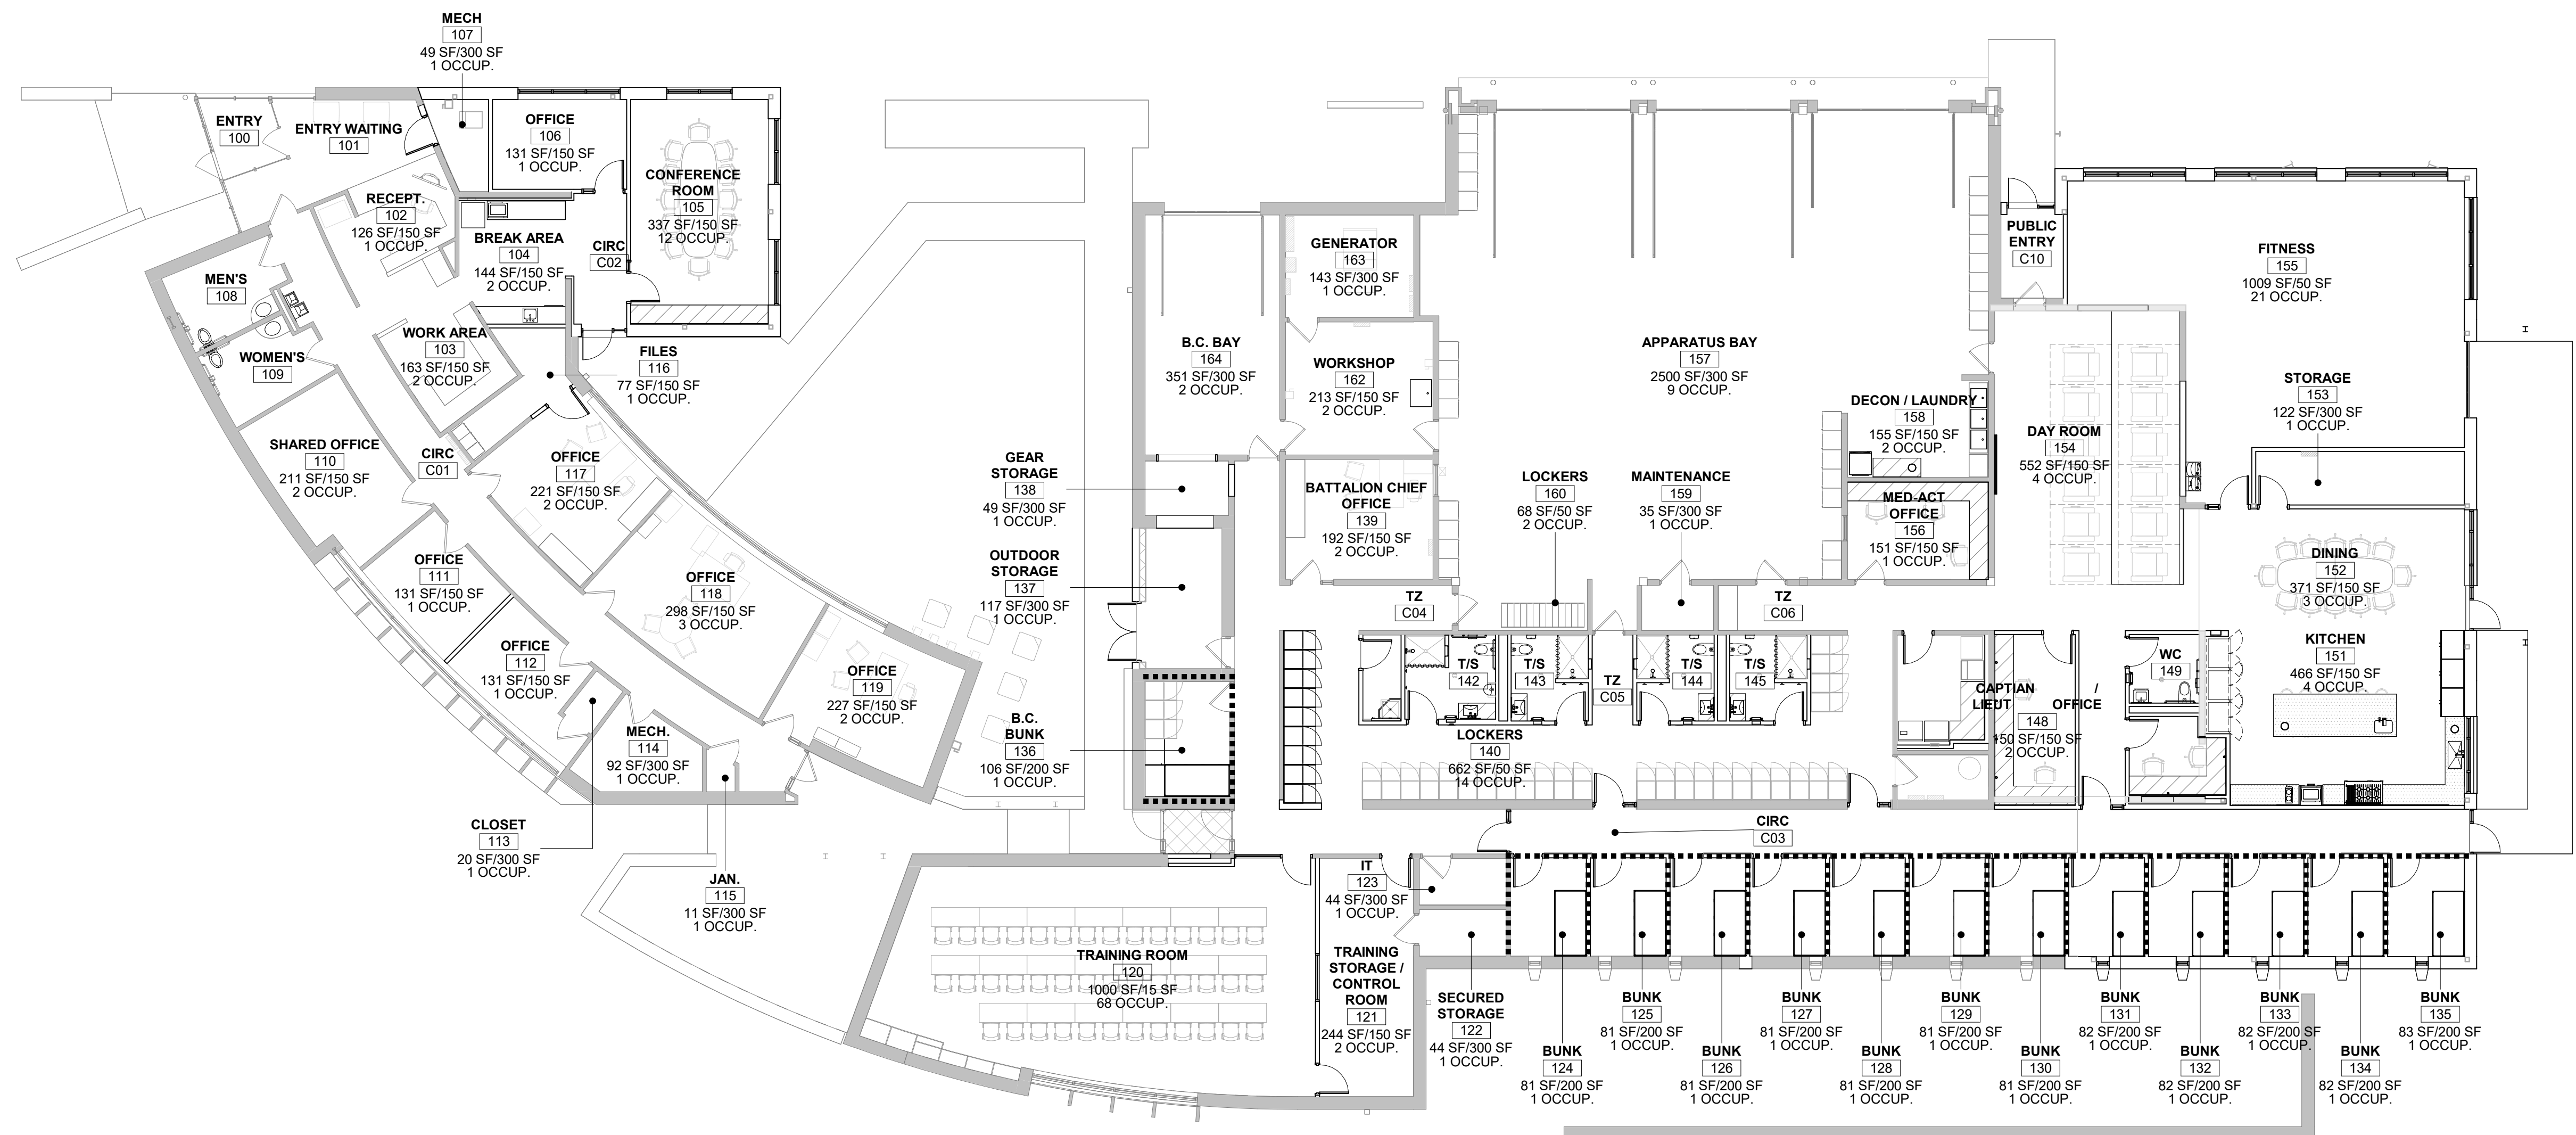 MECH
107
49 SF/300 SF
1 OCCUP.
ENTRY
100
ENTRY WAITING
101
OFFICE
106
131 SF/150 SF
1 OCCUP.
CONFERENCE
ROOM
105
337 SF/150 SF
12 OCCUP.
RECEPT.
102
126 SF/150 SF
1 OCCUP.
BREAK AREA
104
144 SF/150 SF
2 OCCUP.
CIRC
C02
MEN'S
108
WOMEN'S
109
WORK AREA
103
163 SF/150 SF
2 OCCUP.
FILES
116
77 SF/150 SF
1 OCCUP.
SHARED OFFICE
110
211 SF/150 SF
2 OCCUP.
CIRC
C01
OFFICE
117
221 SF/150 SF
2 OCCUP.
OFFICE
111
131 SF/150 SF
1 OCCUP.
OFFICE
118
298 SF/150 SF
3 OCCUP.
OFFICE
112
131 SF/150 SF
1 OCCUP.
OFFICE
119
227 SF/150 SF
2 OCCUP.
MECH.
114
92 SF/300 SF
1 OCCUP.
CLOSET
113
20 SF/300 SF
1 OCCUP.
JAN.
115
11 SF/300 SF
1 OCCUP.
GEAR
STORAGE
138
49 SF/300 SF
1 OCCUP.
OUTDOOR
STORAGE
137
117 SF/300 SF
1 OCCUP.
B.C.
BUNK
136
106 SF/200 SF
1 OCCUP.
B.C. BAY
164
351 SF/300 SF
2 OCCUP.
GENERATOR
163
143 SF/300 SF
1 OCCUP.
WORKSHOP
162
213 SF/150 SF
2 OCCUP.
BATTALION CHIEF
OFFICE
139
192 SF/150 SF
2 OCCUP.
APPARATUS BAY
157
2500 SF/300 SF
9 OCCUP.
LOCKERS
160
68 SF/50 SF
2 OCCUP.
MAINTENANCE
159
35 SF/300 SF
1 OCCUP.
DECON / LAUNDRY
158
155 SF/150 SF
2 OCCUP.
MED-ACT
OFFICE
156
151 SF/150 SF
1 OCCUP.
PUBLIC
ENTRY
C10
FITNESS
155
1009 SF/50 SF
21 OCCUP.
STORAGE
153
122 SF/300 SF
1 OCCUP.
DAY ROOM
154
552 SF/150 SF
4 OCCUP.
DINING
152
371 SF/150 SF
3 OCCUP.
KITCHEN
151
466 SF/150 SF
4 OCCUP.
TZ
C04
TZ
C06
T/S
142
T/S
143
TZ
C05
T/S
144
T/S
145
WC
149
CAPTIAN /
LIEUT OFFICE
148
150 SF/150 SF
2 OCCUP.
LOCKERS
140
662 SF/50 SF
14 OCCUP.
CIRC
C03
IT
123
44 SF/300 SF
1 OCCUP.
TRAINING ROOM
120
1000 SF/15 SF
68 OCCUP.
TRAINING
STORAGE /
CONTROL
ROOM
121
244 SF/150 SF
2 OCCUP.
SECURED
STORAGE
122
44 SF/300 SF
1 OCCUP.
BUNK
124
81 SF/200 SF
1 OCCUP.
BUNK
125
81 SF/200 SF
1 OCCUP.
BUNK
126
81 SF/200 SF
1 OCCUP.
BUNK
127
81 SF/200 SF
1 OCCUP.
BUNK
128
81 SF/200 SF
1 OCCUP.
BUNK
129
81 SF/200 SF
1 OCCUP.
BUNK
130
81 SF/200 SF
1 OCCUP.
BUNK
131
82 SF/200 SF
1 OCCUP.
BUNK
132
82 SF/200 SF
1 OCCUP.
BUNK
133
82 SF/200 SF
1 OCCUP.
BUNK
134
82 SF/200 SF
1 OCCUP.
BUNK
135
83 SF/200 SF
1 OCCUP.